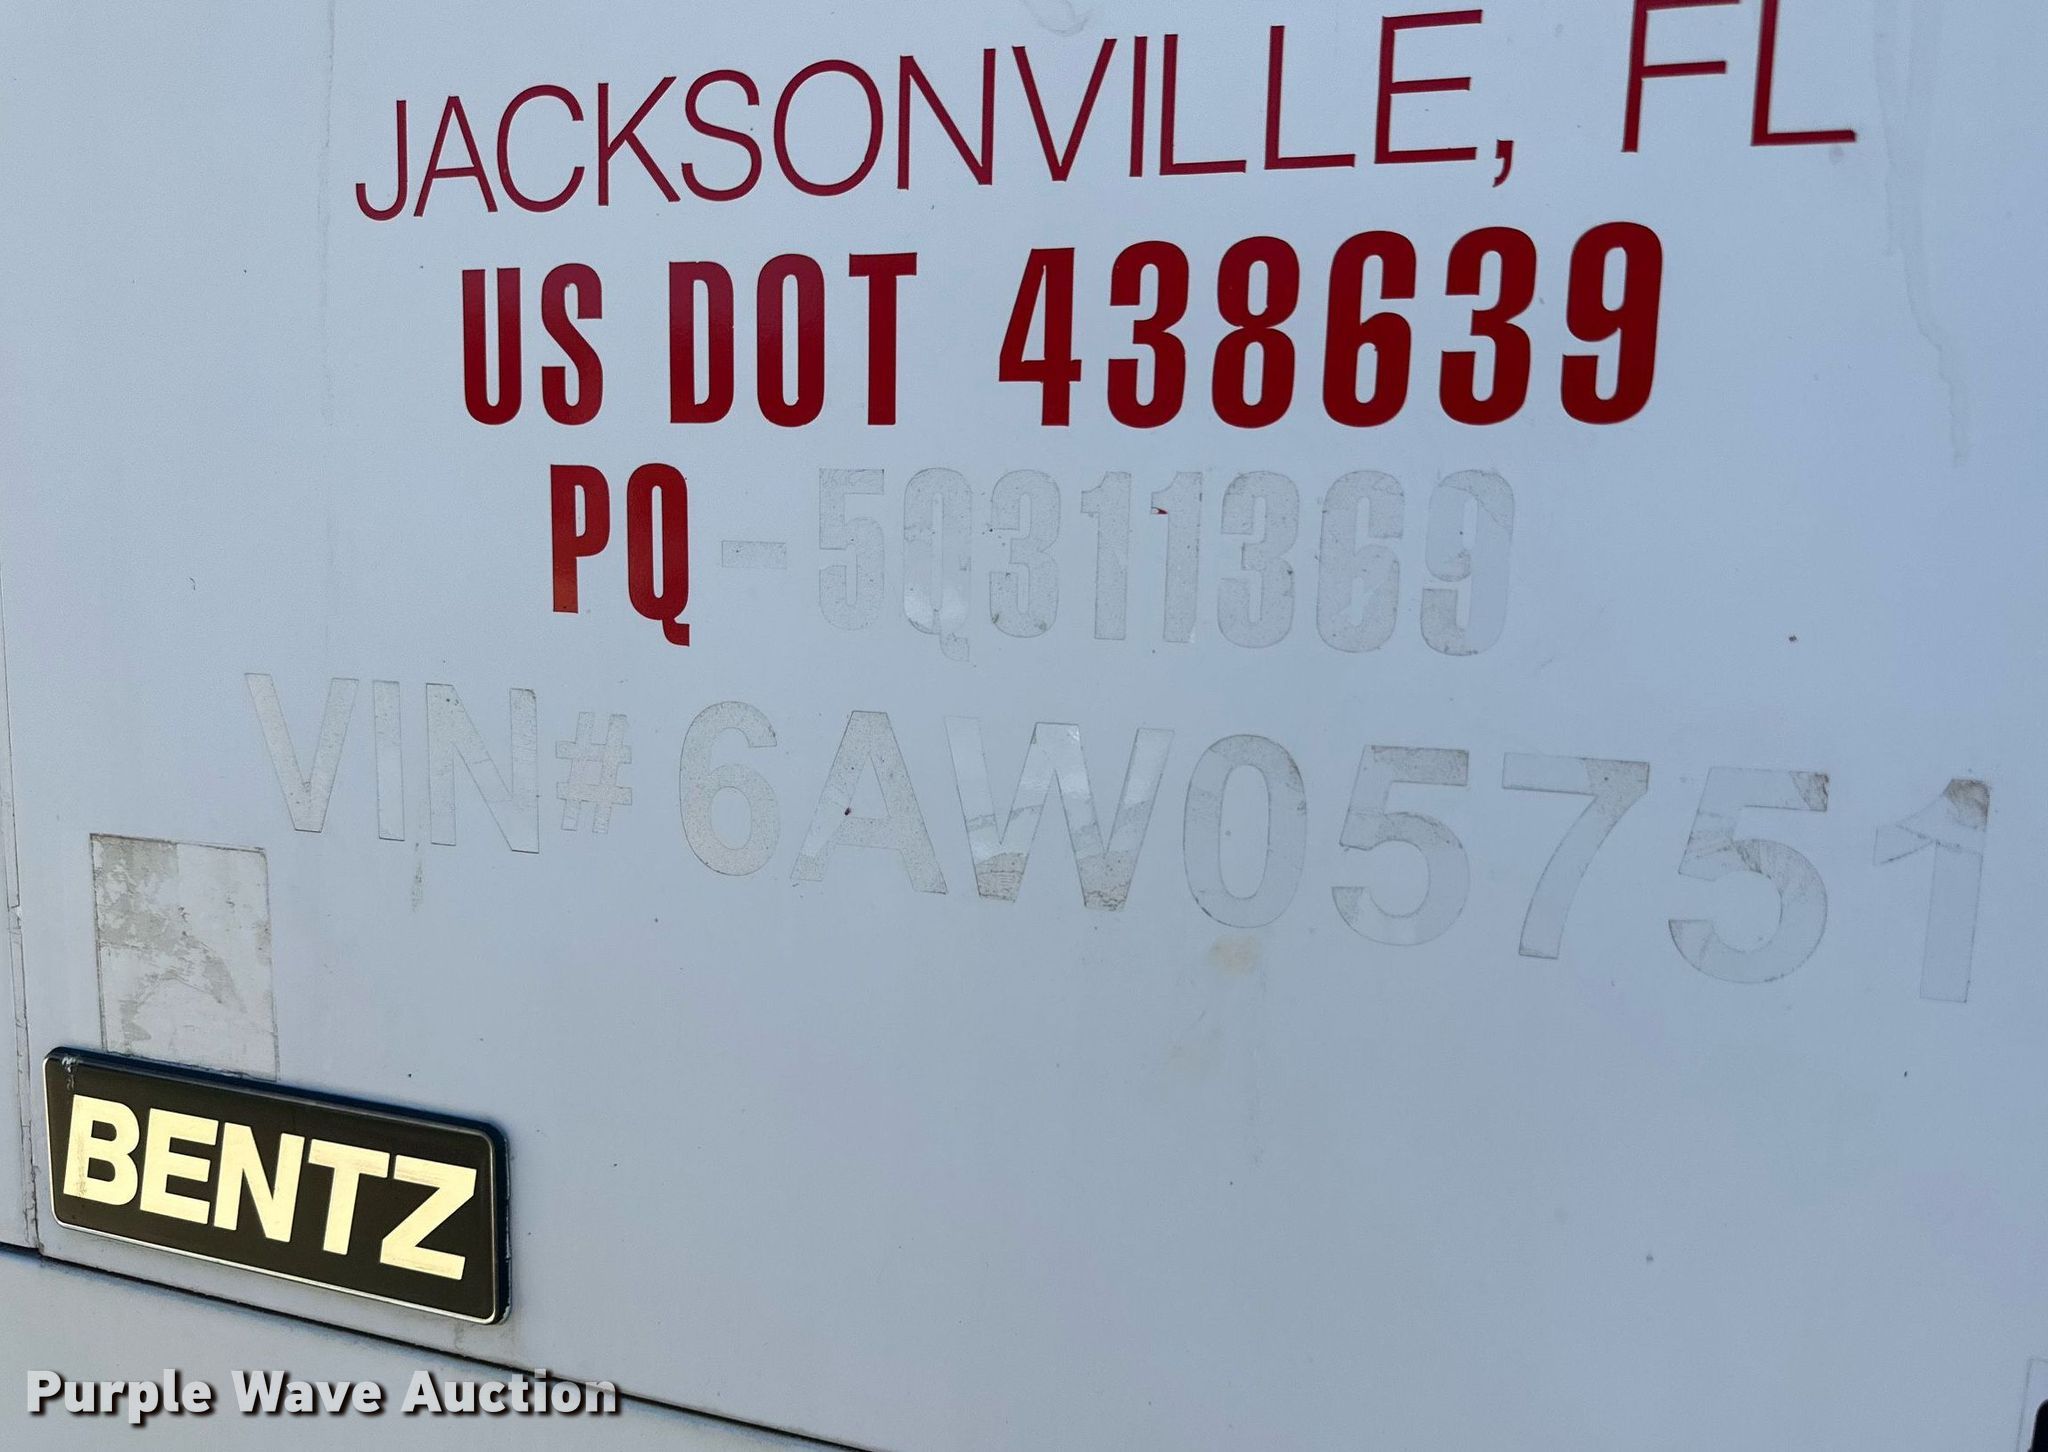 JACKSONVILLE, FL
US DOT 438639
PQ-5Q311369
VIN# 6AW05751
BENTZ
Purple Wave Auction